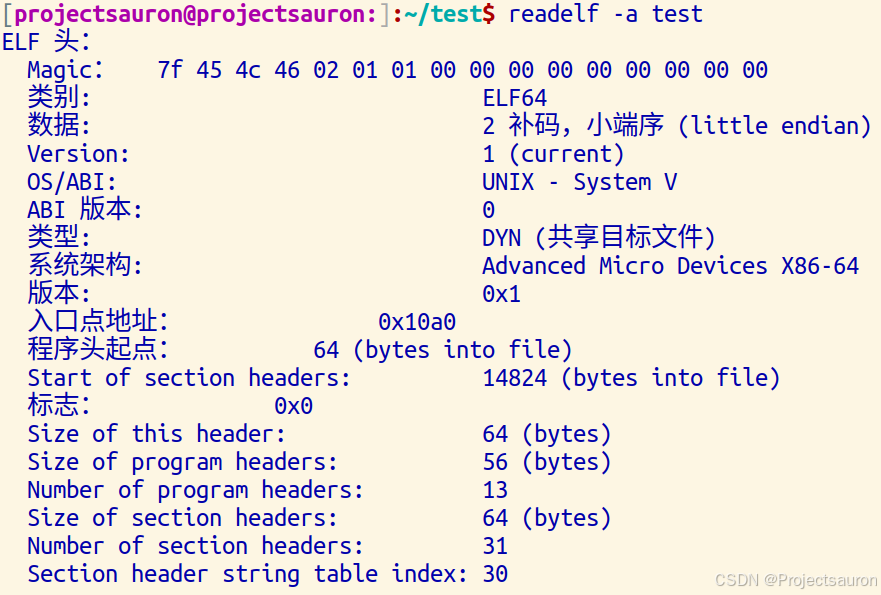 [projectsauron@projectsauron:]:~/test$ readelf -a test
ELF 头：
Magic：  7f 45 4c 46 02 01 01 00 00 00 00 00 00 00 00 00
类别: ELF64
数据: 2 补码，小端序 (little endian)
Version: 1 (current)
OS/ABI: UNIX - System V
ABI 版本: 0
类型: DYN (共享目标文件)
系统架构: Advanced Micro Devices X86-64
版本: 0x1
入口点地址： 0x10a0
程序头起点： 64 (bytes into file)
Start of section headers: 14824 (bytes into file)
标志： 0x0
Size of this header: 64 (bytes)
Size of program headers: 56 (bytes)
Number of program headers: 13
Size of section headers: 64 (bytes)
Number of section headers: 31
Section header string table index: 30
CSDN @Projectsauron